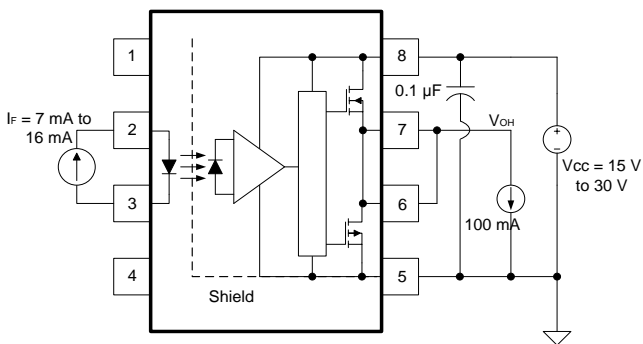 1
8
0.1 µF
IF = 7 mA to
16 mA
2
7
VOH
+
−
Vcc = 15 V
to 30 V
3
6
100 mA
4
5
Shield